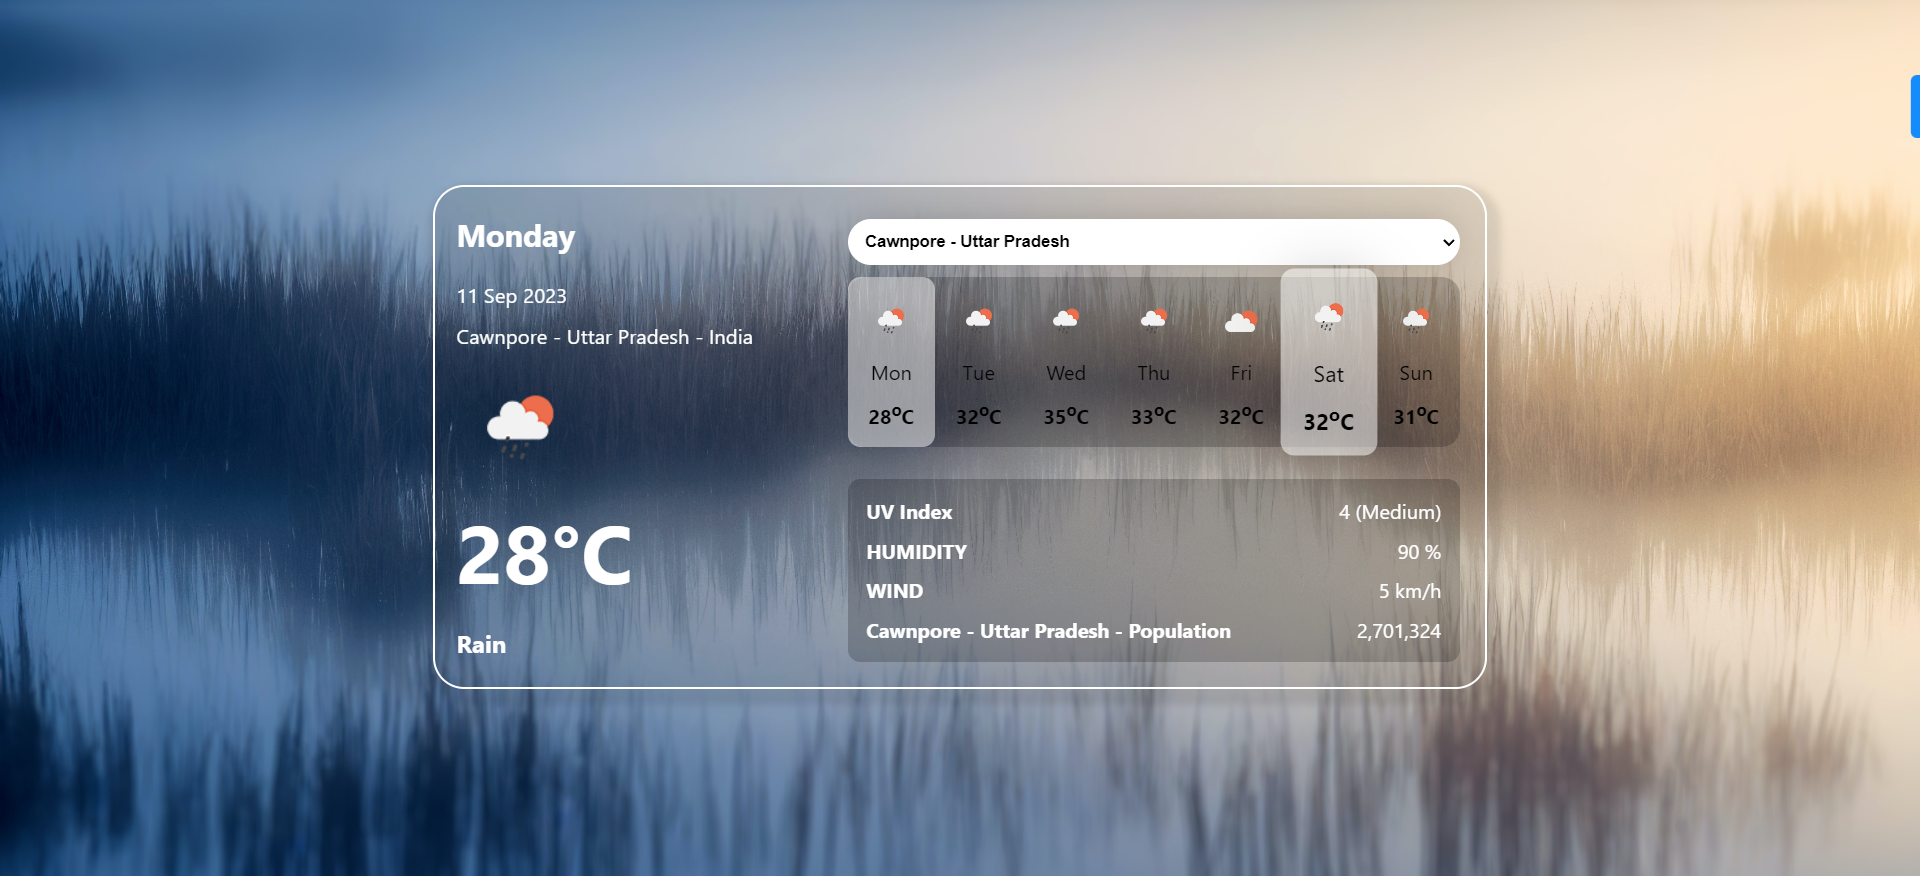 Monday
11 Sep 2023
Cawnpore - Uttar Pradesh - India
28°C
Rain
Cawnpore - Uttar Pradesh
Mon Tue Wed Thu Fri Sat Sun
28°C 32°C 35°C 33°C 32°C 32°C 31°C
UV Index 4 (Medium)
HUMIDITY 90 %
WIND 5 km/h
Cawnpore - Uttar Pradesh - Population 2,701,324